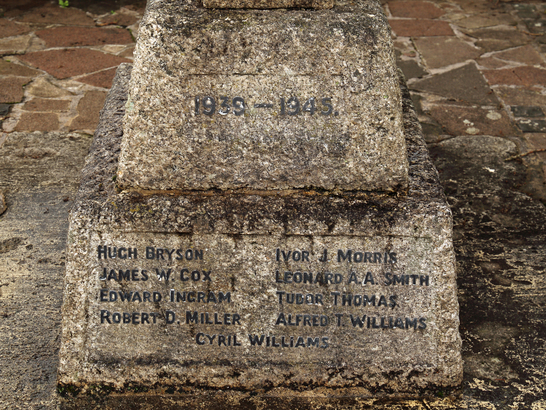 1939 – 1945.
HUGH BRYSON
JAMES W. COX
EDWARD INGRAM
ROBERT D. MILLER
IVOR J. MORRIS
LEONARD A.A. SMITH
TUDOR THOMAS
ALFRED T. WILLIAMS
CYRIL WILLIAMS